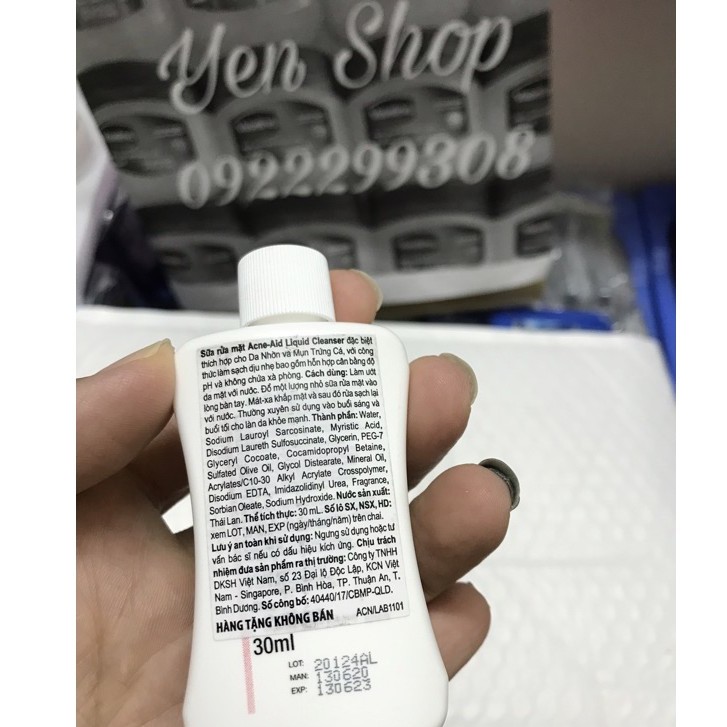 Yen Shop
0922299308
Sữa rửa mặt Acne-Aid Liquid Cleanser đặc biệt
thích hợp cho Da Nhờn và Mụn Trứng Cá, với công
thức làm sạch dịu nhẹ bao gồm hỗn hợp cân bằng độ
pH và không chứa xà phòng. Cách dùng: Làm ướt
da mặt với nước. Đổ một lượng nhỏ sữa rửa mặt vào
lòng bàn tay. Mát-xa khắp mặt và sau đó rửa sạch lại
với nước. Thường xuyên sử dụng vào buổi sáng và
buổi tối cho làn da khỏe mạnh. Thành phần: Water,
Sodium Lauroyl Sarcosinate, Myristic Acid,
Disodium Laureth Sulfosuccinate, Glycerin, PEG-7
Glyceryl Cocoate, Cocamidopropyl Betaine,
Sulfated Olive Oil, Glycol Distearate, Mineral Oil,
Acrylates/C10-30 Alkyl Acrylate Crosspolymer,
Disodium EDTA, Imidazolidinyl Urea, Fragrance,
Sorbian Oleate, Sodium Hydroxide. Nước sản xuất:
Thái Lan. Thể tích thực: 30 mL. Số lô SX, NSX, HD:
xem LOT, MAN, EXP (ngày/tháng/năm) trên chai.
Lưu ý an toàn khi sử dụng: Ngưng sử dụng hoặc tư
vấn bác sĩ nếu có dấu hiệu kích ứng. Chịu trách
nhiệm đưa sản phẩm ra thị trường: Công ty TNHH
DKSH Việt Nam, số 23 Đại lộ Độc Lập, KCN Việt
Nam - Singapore, P. Bình Hòa, TP. Thuận An, T.
Bình Dương. Số công bố: 40440/17/CBMP-QLD.
HÀNG TẶNG KHÔNG BÁN ACN/LAB1101
30ml
LOT: 20124AL
MAN: 130620
EXP: 130623